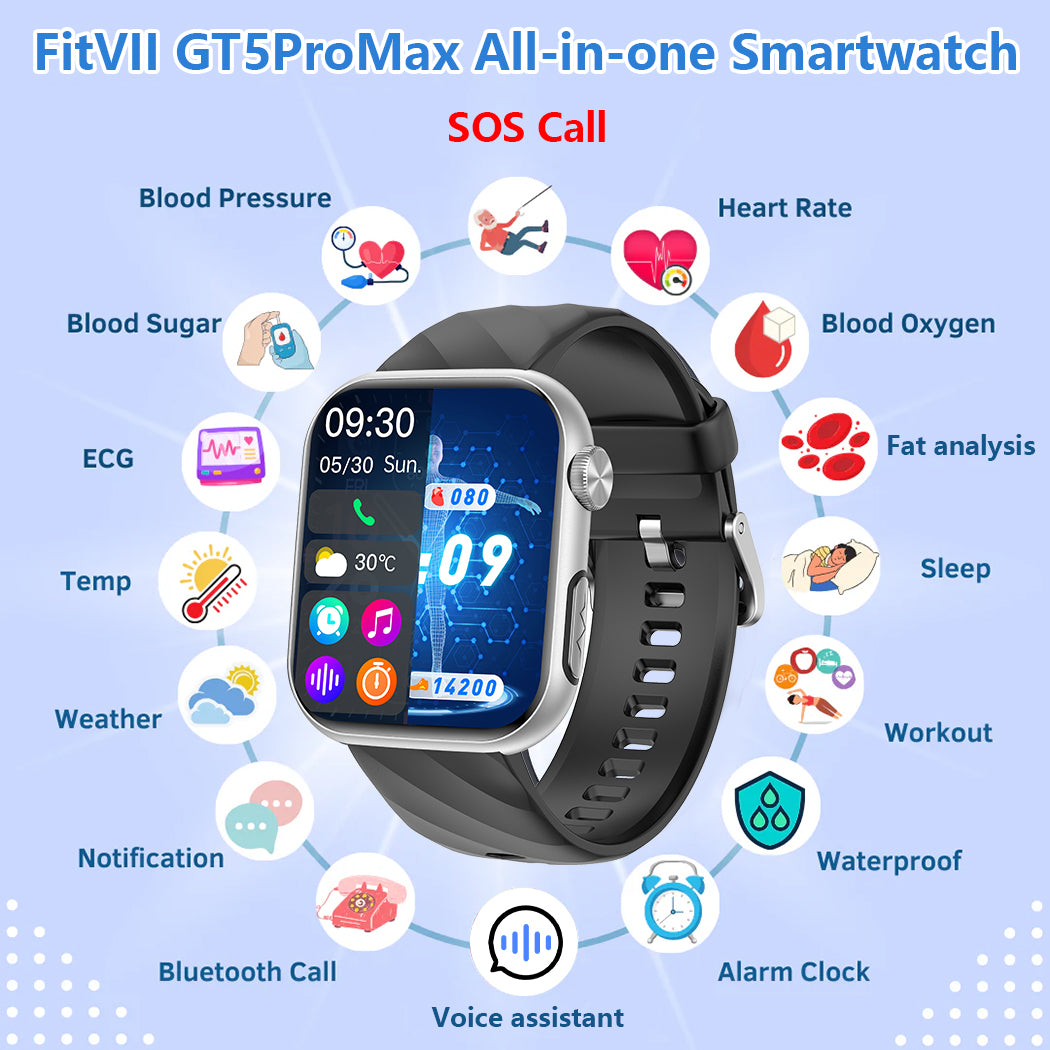 FitVII GT5ProMax All-in-one Smartwatch
SOS Call
Blood Pressure
Heart Rate
Blood Sugar
Blood Oxygen
09:30
05/30 Sun.
FRI
080
ECG
Fat analysis
30°C
:09
Temp
Sleep
14200
Weather
Workout
Notification
Waterproof
Bluetooth Call
Alarm Clock
Voice assistant